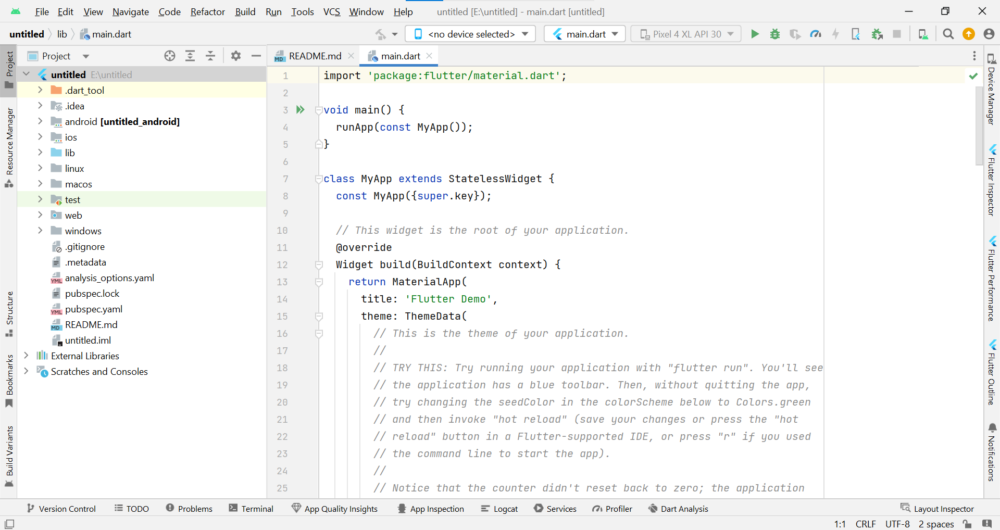 File Edit View Navigate Code Refactor Build Run Tools VCS Window Help untitled [E:\untitled] - main.dart [untitled]
untitled lib main.dart <no device selected> main.dart Pixel 4 XL API 30
Project
README.md main.dart
Project
Resource Manager
Structure
Bookmarks
Build Variants
untitled E:\untitled
.dart_tool
.idea
android [untitled_android]
ios
lib
linux
macos
test
web
windows
.gitignore
.metadata
analysis_options.yaml
pubspec.lock
pubspec.yaml
README.md
untitled.iml
External Libraries
Scratches and Consoles
1 import 'package:flutter/material.dart';
2
3 void main() {
4 runApp(const MyApp());
5 }
6
7 class MyApp extends StatelessWidget {
8 const MyApp({super.key});
9
10 // This widget is the root of your application.
11 @override
12 Widget build(BuildContext context) {
13 return MaterialApp(
14 title: 'Flutter Demo',
15 theme: ThemeData(
16 // This is the theme of your application.
17 //
18 // TRY THIS: Try running your application with "flutter run". You'll see
19 // the application has a blue toolbar. Then, without quitting the app,
20 // try changing the seedColor in the colorScheme below to Colors.green
21 // and then invoke "hot reload" (save your changes or press the "hot
22 // reload" button in a Flutter-supported IDE, or press "r" if you used
23 // the command line to start the app).
24 //
25 // Notice that the counter didn't reset back to zero; the application
Device Manager
Flutter Inspector
Flutter Performance
Flutter Outline
Notifications
Version Control TODO Problems Terminal App Quality Insights App Inspection Logcat Services Profiler Dart Analysis Layout Inspector
1:1 CRLF UTF-8 2 spaces